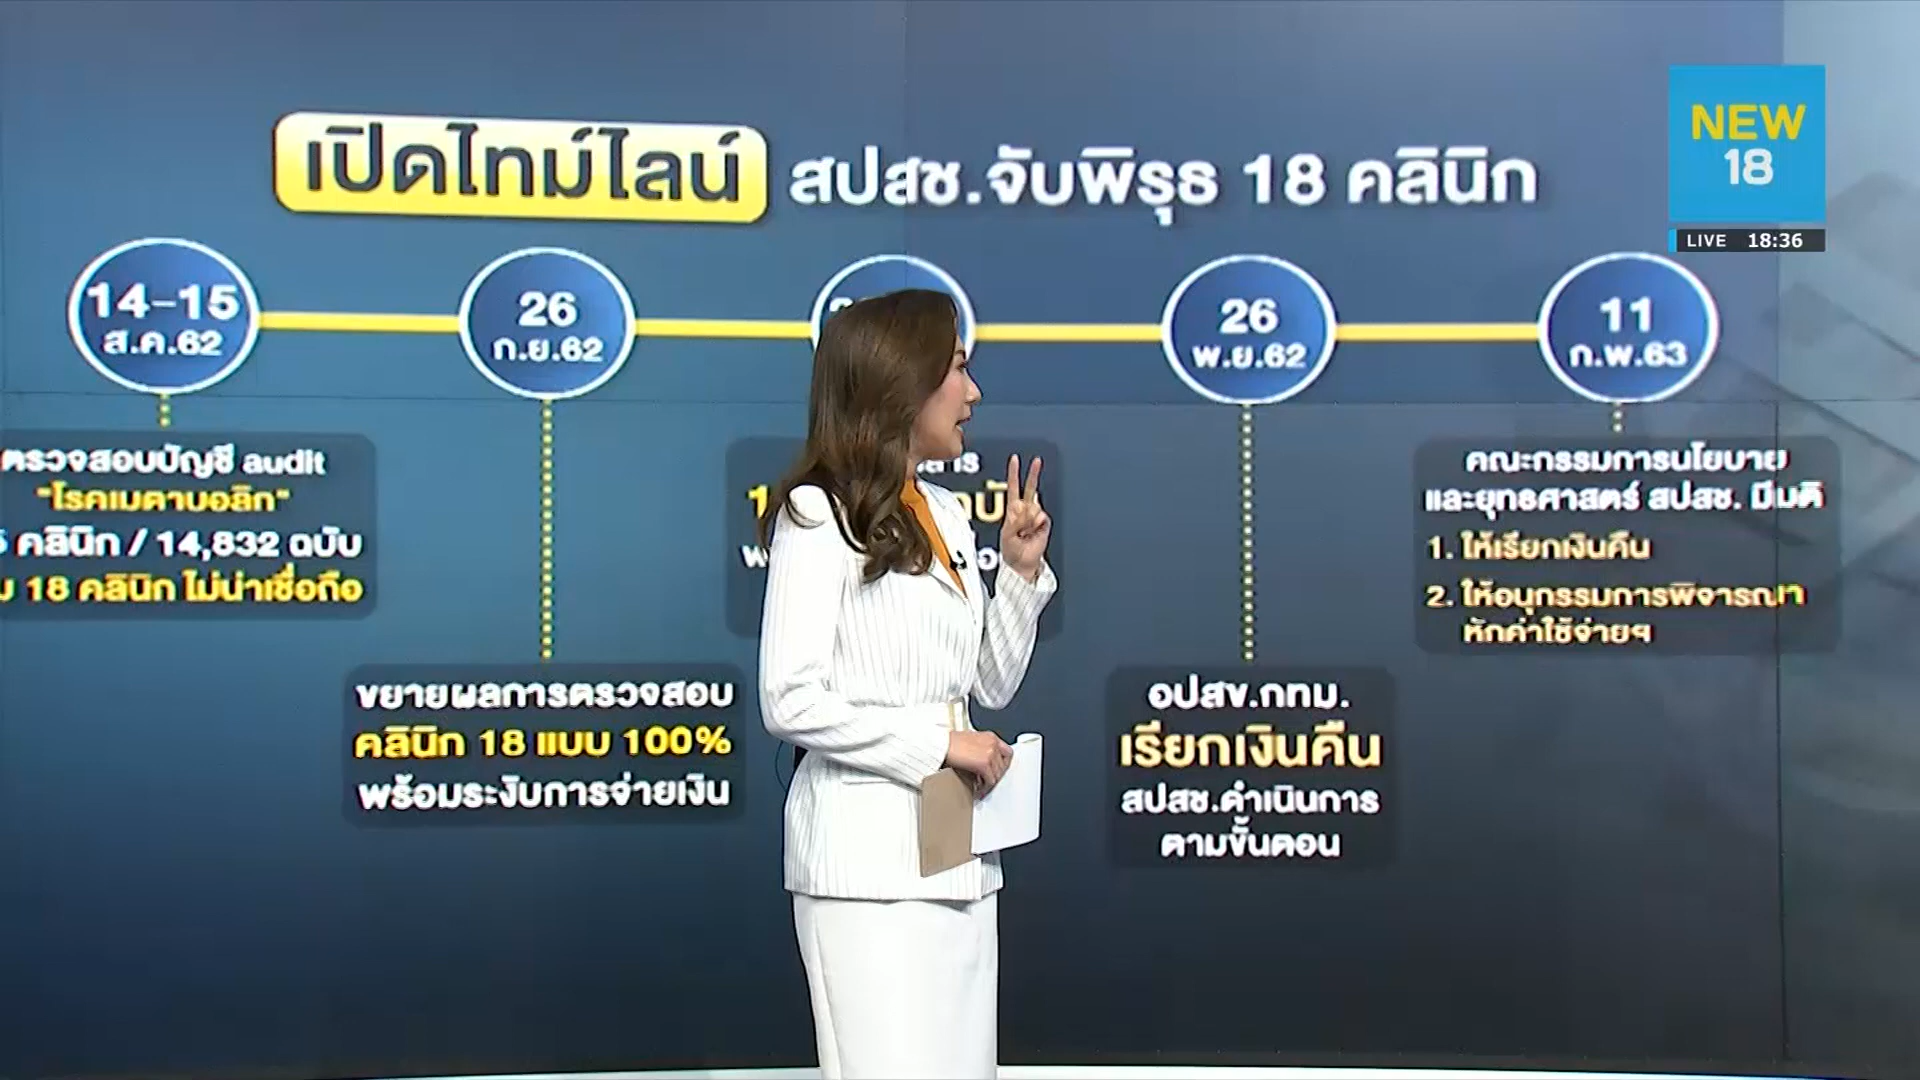 เปิดไทม์ไลน์ สปสช.จับพิรุธ 18 คลินิก
NEW
18
LIVE 18:36
14-15
ส.ค.62
ตรวจสอบบัญชี audit
"โรคเมตาบอลิก"
คลินิก / 14,832 ฉบับ
18 คลินิก ไม่น่าเชื่อถือ
26
ก.ย.62
ขยายผลการตรวจสอบ
คลินิก 18 แบบ 100%
พร้อมระงับการจ่ายเงิน
26
พ.ย.62
อปสข.กทม.
เรียกเงินคืน
สปสช.ดำเนินการ
ตามขั้นตอน
11
ก.พ.63
คณะกรรมการนโยบาย
และยุทธศาสตร์ สปสช. มีมติ
1. ให้เรียกเงินคืน
2. ให้อนุกรรมการพิจารณา
หักค่าใช้จ่ายฯ